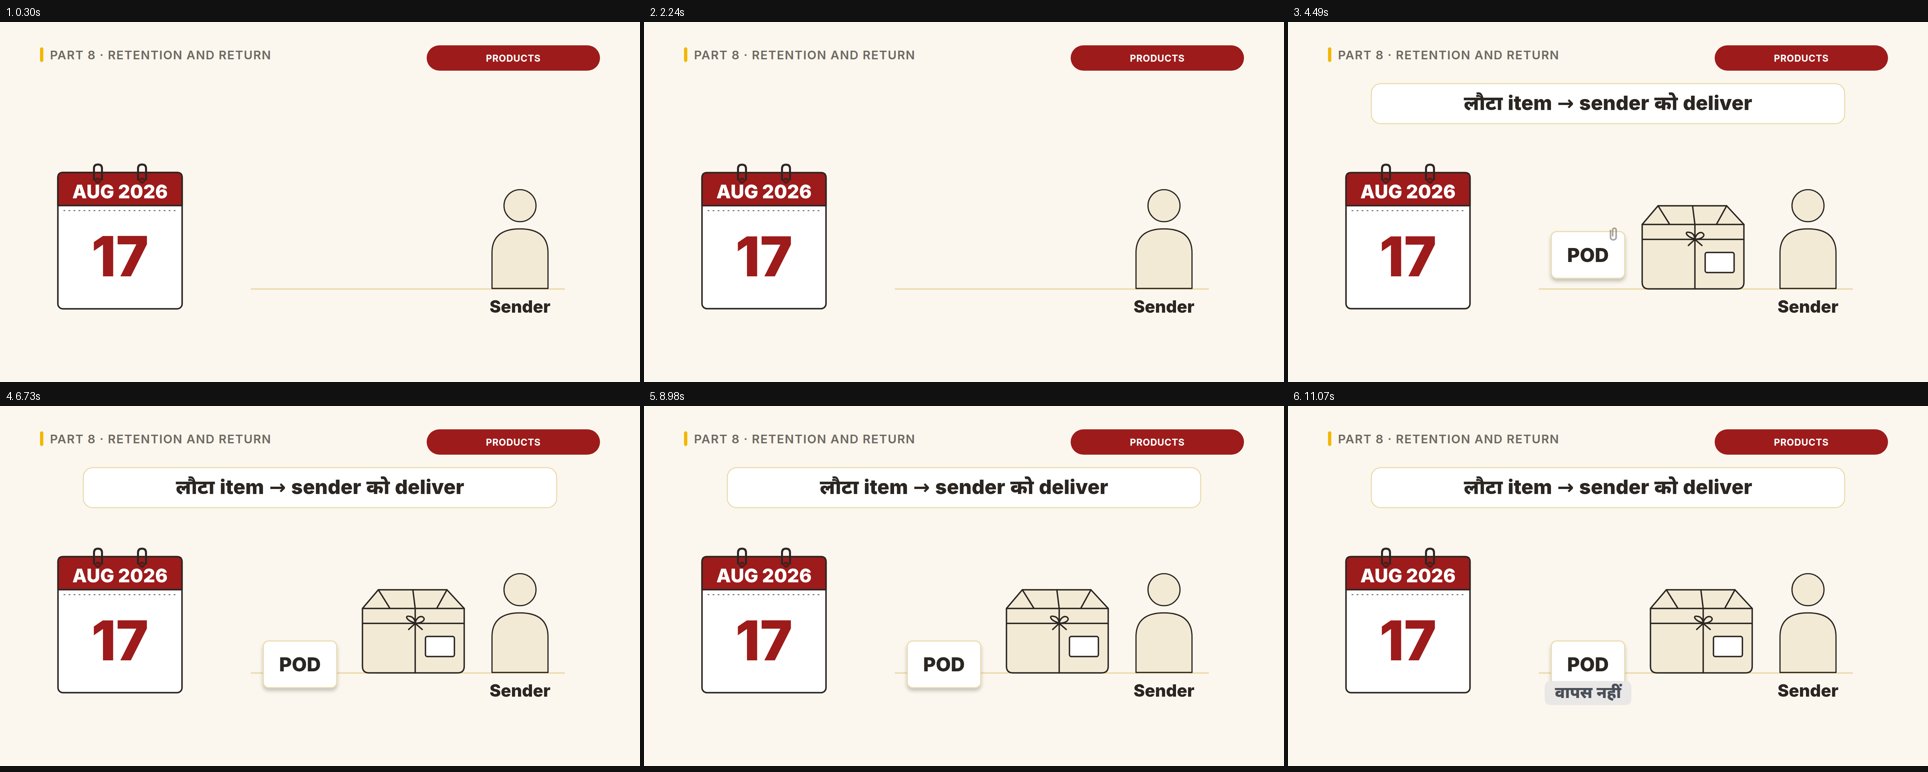 1. 0.30s
PART 8 · RETENTION AND RETURN
PRODUCTS
AUG 2026
17
Sender
2. 2.24s
PART 8 · RETENTION AND RETURN
PRODUCTS
AUG 2026
17
Sender
3. 4.49s
PART 8 · RETENTION AND RETURN
PRODUCTS
लौटा item → sender को deliver
AUG 2026
17
POD
Sender
4. 6.73s
PART 8 · RETENTION AND RETURN
PRODUCTS
लौटा item → sender को deliver
AUG 2026
17
POD
Sender
5. 8.98s
PART 8 · RETENTION AND RETURN
PRODUCTS
लौटा item → sender को deliver
AUG 2026
17
POD
Sender
6. 11.07s
PART 8 · RETENTION AND RETURN
PRODUCTS
लौटा item → sender को deliver
AUG 2026
17
POD
वापस नहीं
Sender